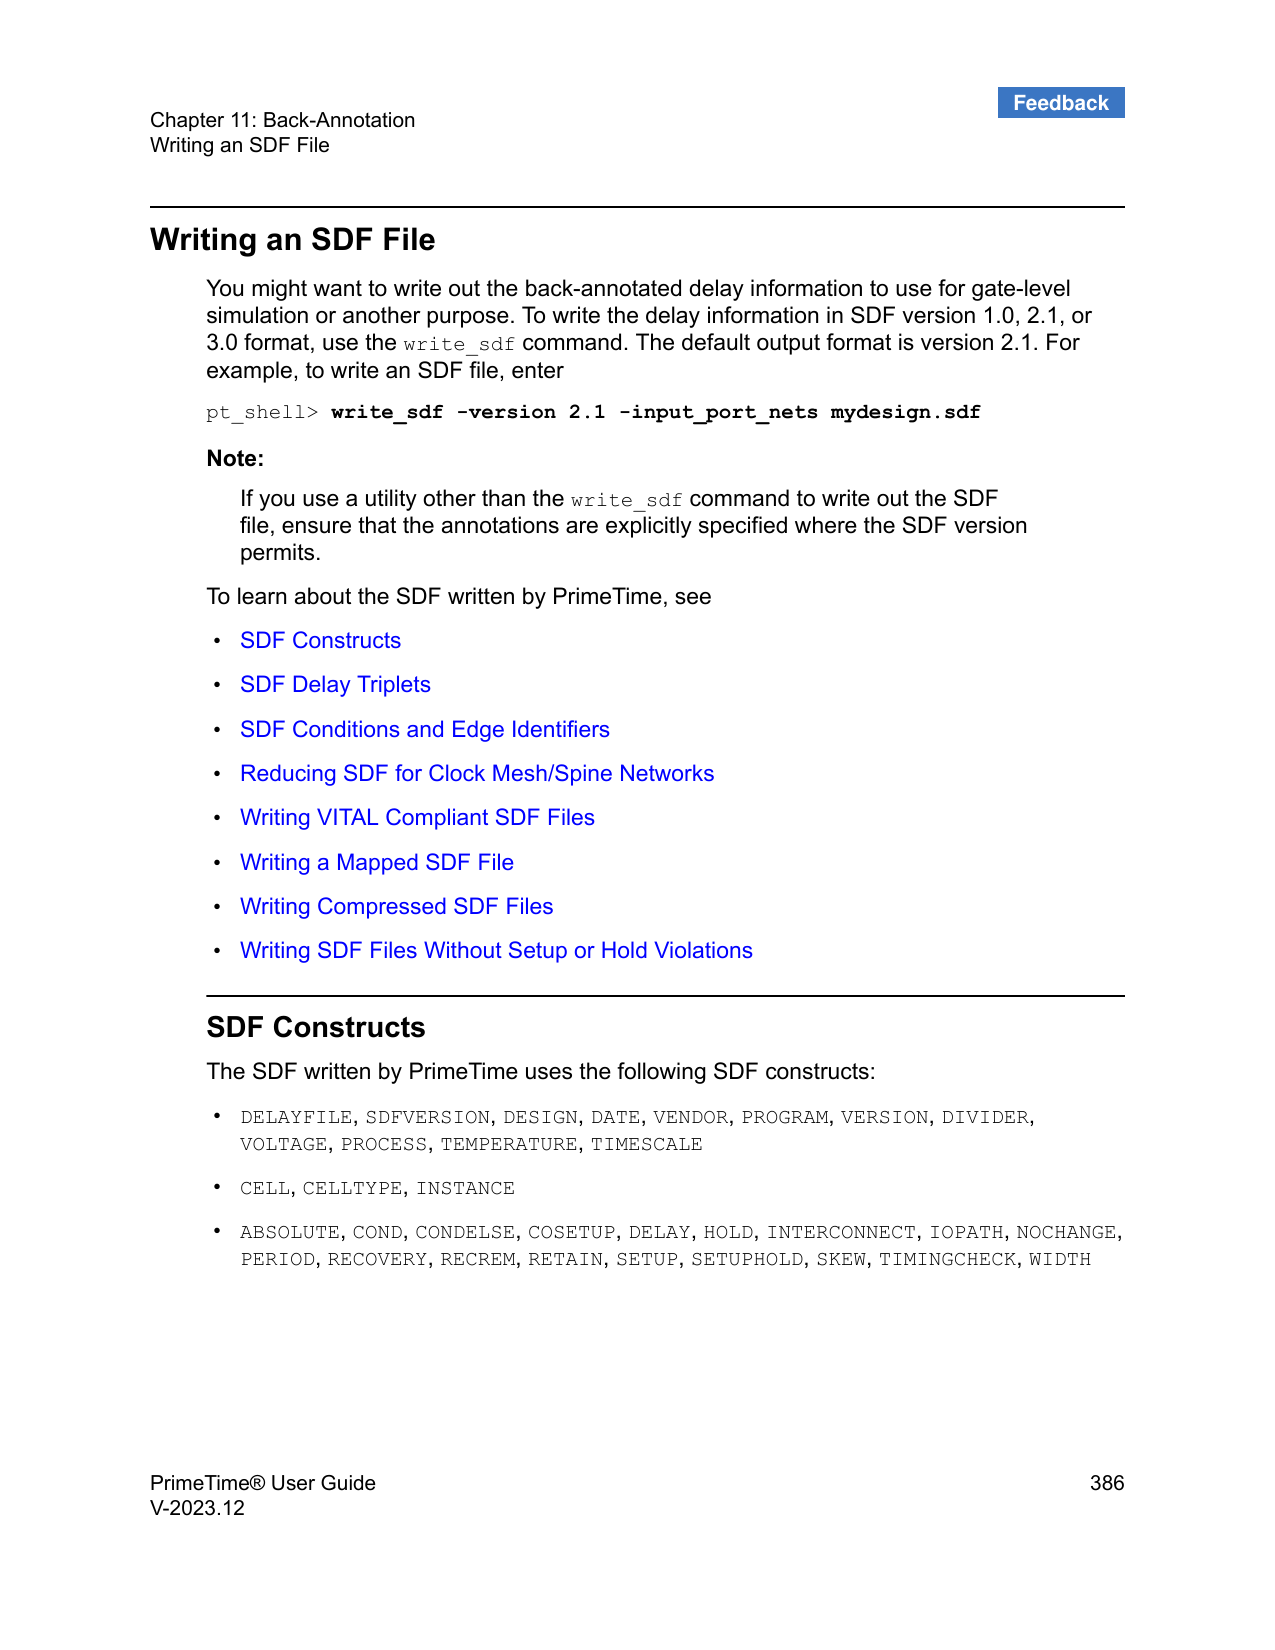 Feedback
Chapter 11: Back-Annotation
Writing an SDF File
Writing an SDF File
You might want to write out the back-annotated delay information to use for gate-level
simulation or another purpose. To write the delay information in SDF version 1.0, 2.1, or
3.0 format, use the write_sdf command. The default output format is version 2.1. For
example, to write an SDF file, enter
pt_shell> write_sdf -version 2.1 -input_port_nets mydesign.sdf
Note:
If you use a utility other than the write_sdf command to write out the SDF
file, ensure that the annotations are explicitly specified where the SDF version
permits.
To learn about the SDF written by PrimeTime, see
• SDF Constructs
• SDF Delay Triplets
• SDF Conditions and Edge Identifiers
• Reducing SDF for Clock Mesh/Spine Networks
• Writing VITAL Compliant SDF Files
• Writing a Mapped SDF File
• Writing Compressed SDF Files
• Writing SDF Files Without Setup or Hold Violations
SDF Constructs
The SDF written by PrimeTime uses the following SDF constructs:
• DELAYFILE, SDFVERSION, DESIGN, DATE, VENDOR, PROGRAM, VERSION, DIVIDER,
VOLTAGE, PROCESS, TEMPERATURE, TIMESCALE
• CELL, CELLTYPE, INSTANCE
• ABSOLUTE, COND, CONDELSE, COSETUP, DELAY, HOLD, INTERCONNECT, IOPATH, NOCHANGE,
PERIOD, RECOVERY, RECREM, RETAIN, SETUP, SETUPHOLD, SKEW, TIMINGCHECK, WIDTH
PrimeTime® User Guide 386
V-2023.12